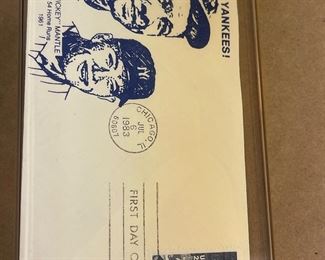 YANKEES!
MICKEY" MANTLE
54 Home Runs
1961
CHICAGO, IL
JUL
6
1983
60607
FIRST DAY